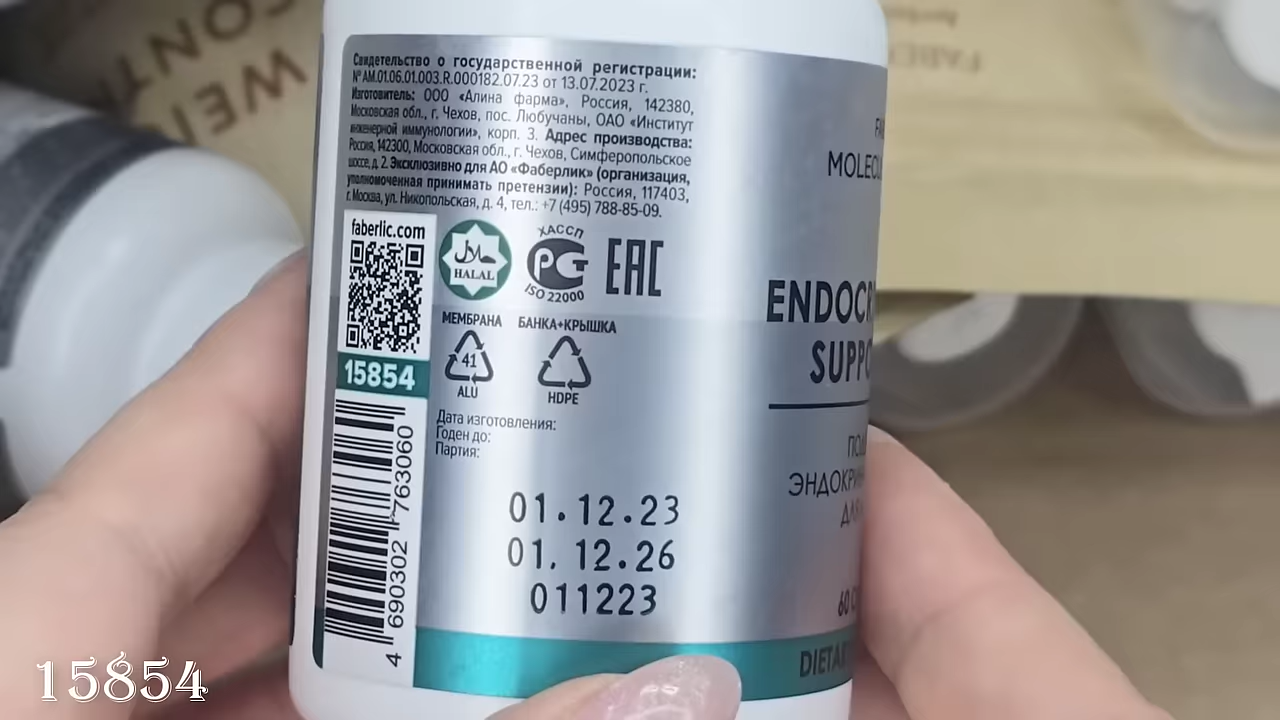 WEI
CONT
Свидетельство о государственной регистрации:
№ AM.01.06.01.003.R.000182.07.23 от 13.07.2023 г.
Изготовитель: ООО «Алина фарма», Россия, 142380,
Московская обл., г. Чехов, пос. Любучаны, ОАО «Институт
инженерной иммунологии», корп. 3. Адрес производства:
Россия, 142300, Московская обл., г. Чехов, Симферопольское
шоссе, д. 2. Эксклюзивно для АО «Фаберлик» (организация,
уполномоченная принимать претензии): Россия, 117403,
г. Москва, ул. Никопольская, д. 4, тел.: +7 (495) 788-85-09.
faberlic.com
HALAL
ХАССП
ISO 22000
ЕАС
15854
МЕМБРАНА
41
ALU
БАНКА+КРЫШКА
HDPE
Дата изготовления:
Годен до:
Партия:
01.12.23
01.12.26
011223
4 690302 763060
MOLECUL
ENDOCR
SUPPO
ЭНДОКРИН
ДЛЯ
60
DIETA
15854